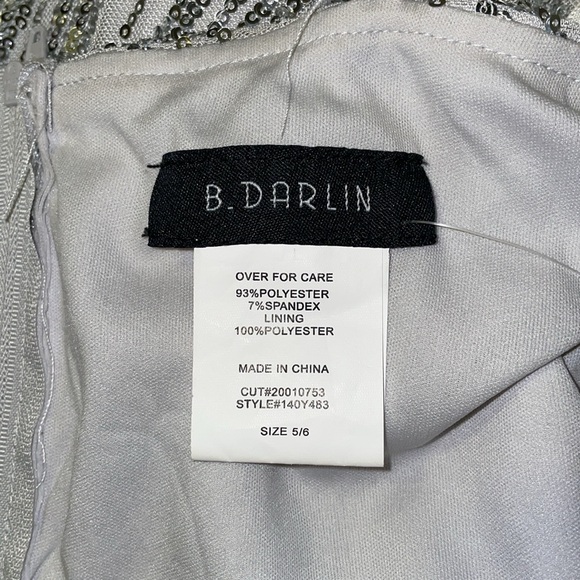 B. DARLIN
OVER FOR CARE
93%POLYESTER
7%SPANDEX
LINING
100%POLYESTER
MADE IN CHINA
CUT#20010753
STYLE#140Y483
SIZE 5/6